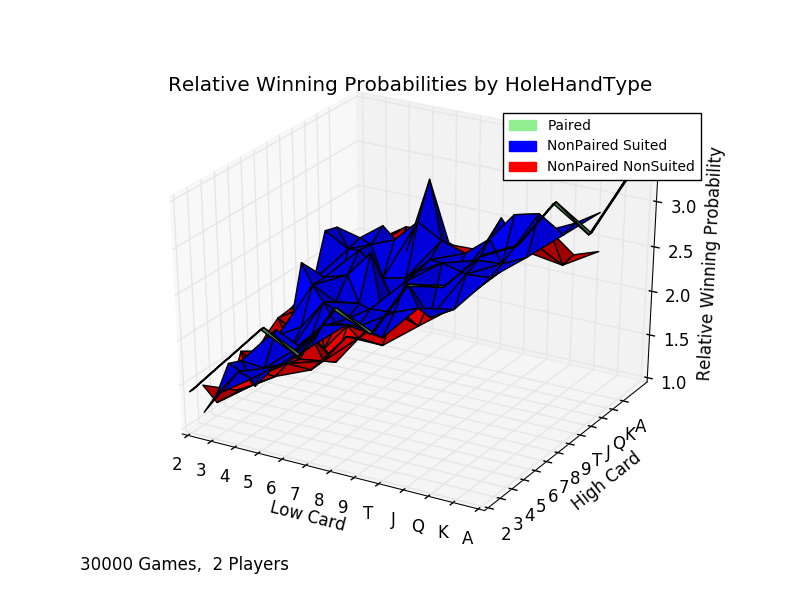 Relative Winning Probabilities by HoleHandType
Paired
NonPaired Suited
NonPaired NonSuited
3.0
2.5
2.0
1.5
1.0
Relative Winning Probability
2 3 4 5 6 7 8 9 T J Q K A
Low Card
2 3 4 5 6 7 8 9 T J Q K A
High Card
30000 Games,  2 Players